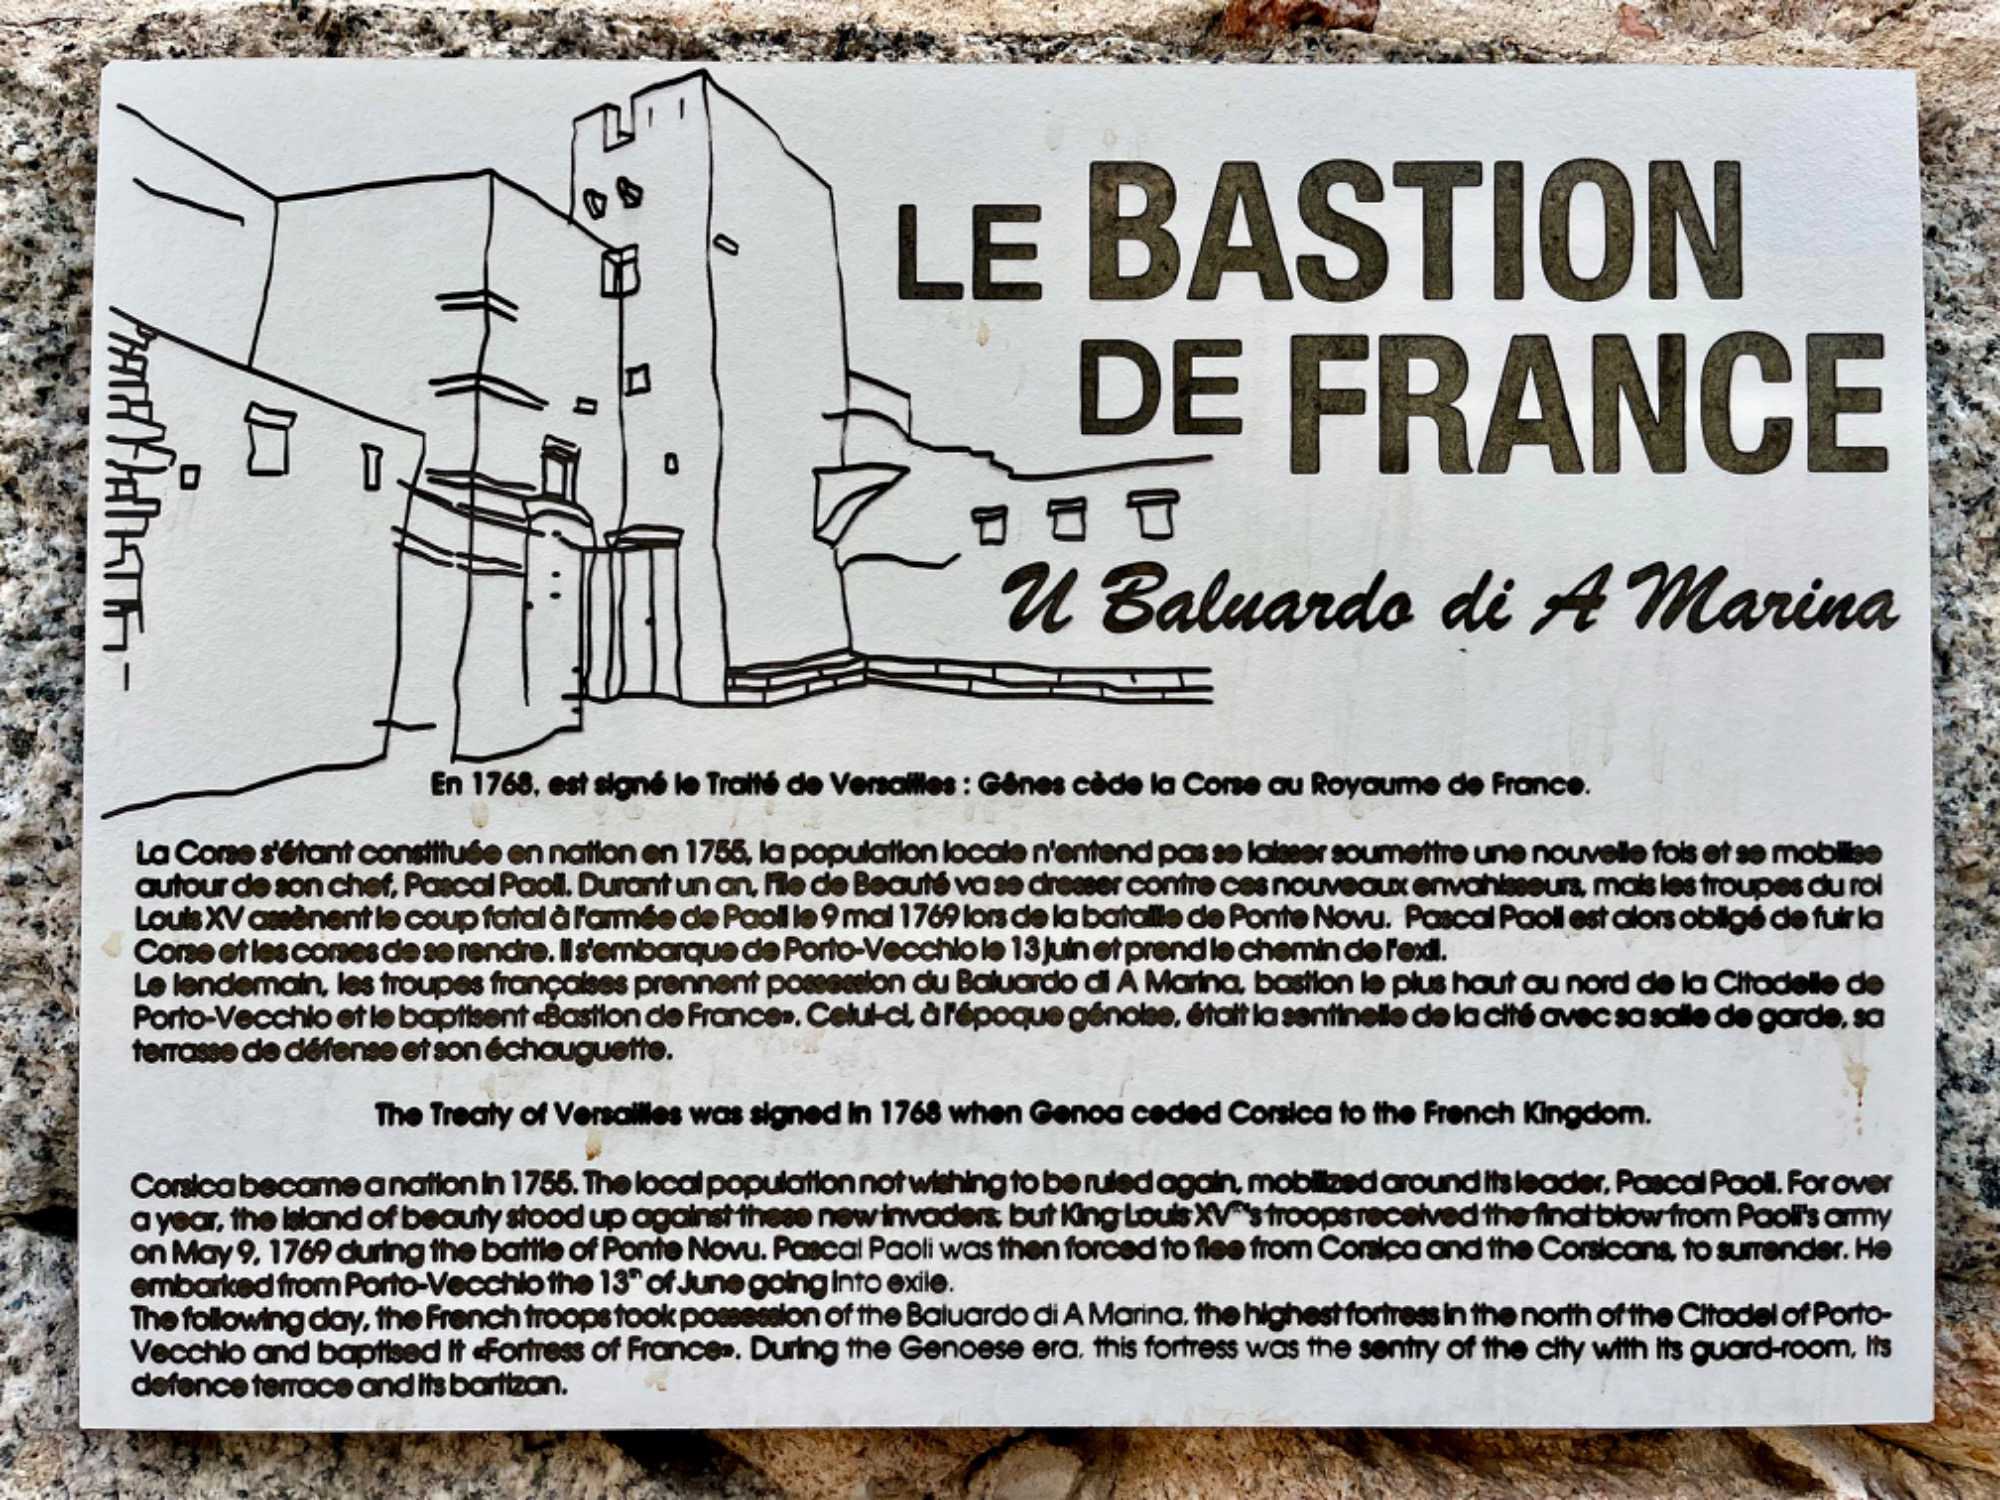 LE BASTION
DE FRANCE
U Baluardo di A Marina
En 1768, est signé le Traité de Versailles : Gênes cède la Corse au Royaume de France.
La Corse s'étant constituée en nation en 1755, la population locale n'entend pas se laisser soumettre une nouvelle fois et se mobilise
autour de son chef, Pascal Paoli. Durant un an, l'île de Beauté va se dresser contre ces nouveaux envahisseurs, mais les troupes du roi
Louis XV assènent le coup fatal à l'armée de Paoli le 9 mai 1769 lors de la bataille de Ponte Novu. Pascal Paoli est alors obligé de fuir la
Corse et les corses de se rendre. Il s'embarque de Porto-Vecchio le 13 juin et prend le chemin de l'exil.
Le lendemain, les troupes françaises prennent possession du Baluardo di A Marina, bastion le plus haut au nord de la Citadelle de
Porto-Vecchio et le baptisent «Bastion de France». Celui-ci, à l'époque génoise, était la sentinelle de la cité avec sa salle de garde, sa
terrasse de défense et son échauguette.
The Treaty of Versailles was signed in 1768 when Genoa ceded Corsica to the French Kingdom.
Corsica became a nation in 1755. The local population not wishing to be ruled again, mobilized around its leader, Pascal Paoli. For over
a year, the island of beauty stood up against these new invaders, but King Louis XVth's troops received the final blow from Paoli's army
on May 9, 1769 during the battle of Ponte Novu. Pascal Paoli was then forced to flee from Corsica and the Corsicans, to surrender. He
embarked from Porto-Vecchio the 13th of June going into exile.
The following day, the French troops took possession of the Baluardo di A Marina, the highest fortress in the north of the Citadel of Porto-
Vecchio and baptised it «Fortress of France». During the Genoese era, this fortress was the sentry of the city with its guard-room, its
defence terrace and its bartizan.